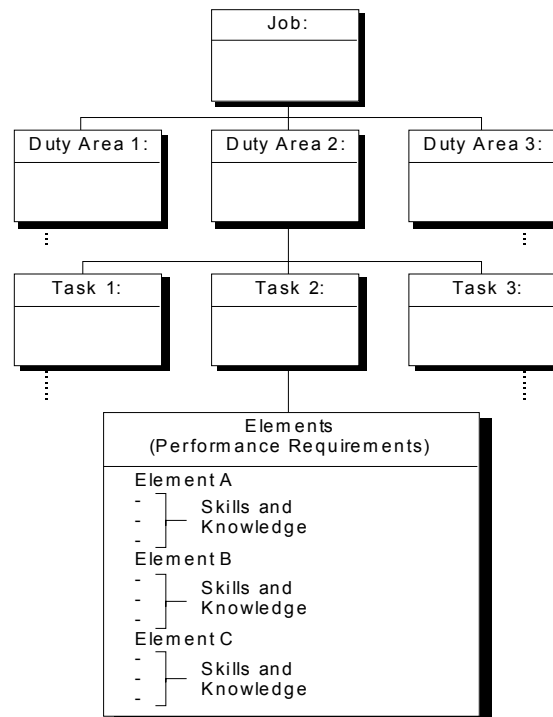 Job:
Duty Area 1:
Duty Area 2:
Duty Area 3:
Task 1:
Task 2:
Task 3:
Elements
(Performance Requirements)
Element A
-
-
-
Skills and
Knowledge
Element B
-
-
-
Skills and
Knowledge
Element C
-
-
-
Skills and
Knowledge